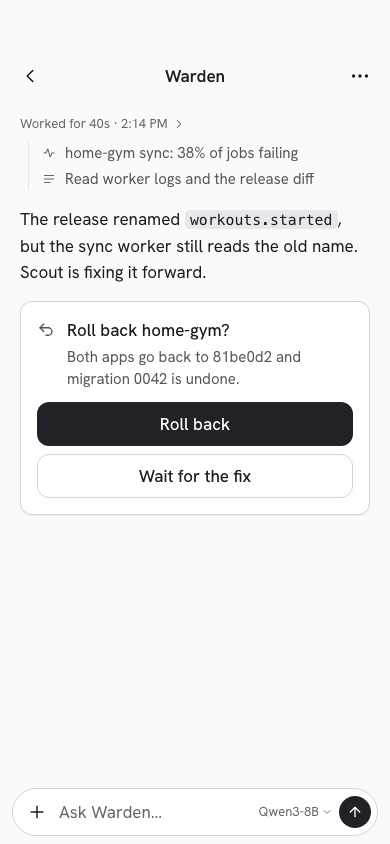 Warden
Worked for 40s · 2:14 PM
home-gym sync: 38% of jobs failing
Read worker logs and the release diff
The release renamed workouts.started,
but the sync worker still reads the old name.
Scout is fixing it forward.
Roll back home-gym?
Both apps go back to 81be0d2 and
migration 0042 is undone.
Roll back
Wait for the fix
Ask Warden…
Qwen3-8B